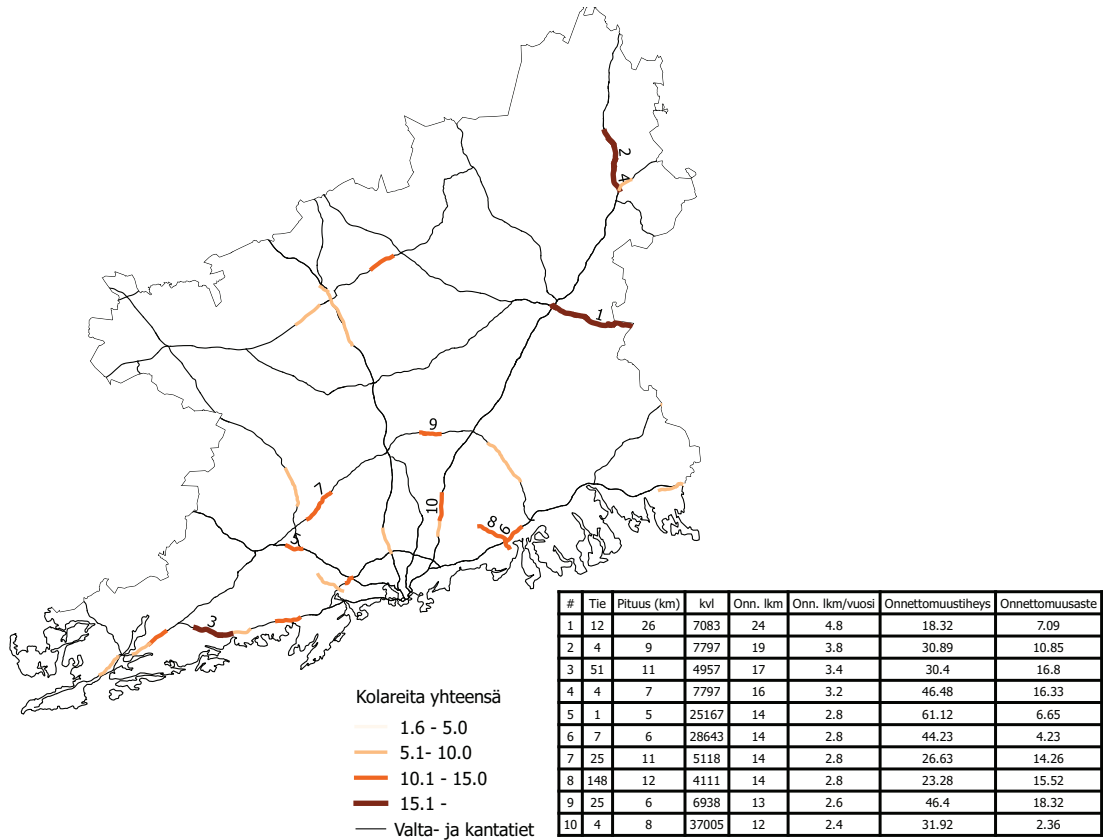 2
4
1
9
7
10
8
6
5
3
Kolareita yhteensä
1.6 - 5.0
5.1- 10.0
10.1 - 15.0
15.1 -
Valta- ja kantatiet
# Tie Pituus (km) kvl Onn. lkm Onn. lkm/vuosi Onnettomuustiheys Onnettomuusaste
1 12 26 7083 24 4.8 18.32 7.09
2 4 9 7797 19 3.8 30.89 10.85
3 51 11 4957 17 3.4 30.4 16.8
4 4 7 7797 16 3.2 46.48 16.33
5 1 5 25167 14 2.8 61.12 6.65
6 7 6 28643 14 2.8 44.23 4.23
7 25 11 5118 14 2.8 26.63 14.26
8 148 12 4111 14 2.8 23.28 15.52
9 25 6 6938 13 2.6 46.4 18.32
10 4 8 37005 12 2.4 31.92 2.36